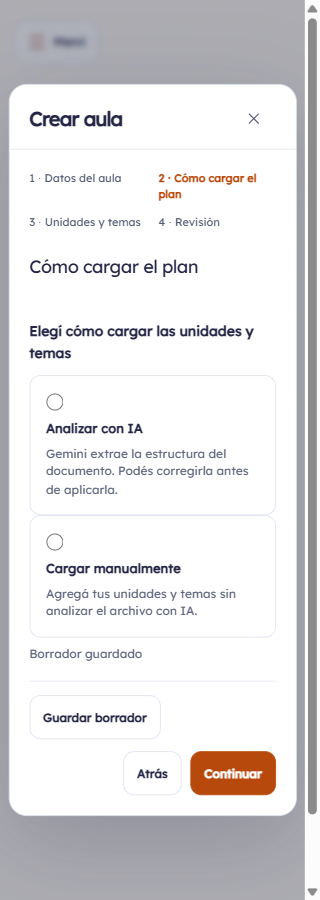 Menú
Crear aula
1 · Datos del aula
2 · Cómo cargar el
plan
3 · Unidades y temas
4 · Revisión
Cómo cargar el plan
Elegí cómo cargar las unidades y
temas
Analizar con IA
Gemini extrae la estructura del
documento. Podés corregirla antes
de aplicarla.
Cargar manualmente
Agregá tus unidades y temas sin
analizar el archivo con IA.
Borrador guardado
Guardar borrador
Atrás
Continuar